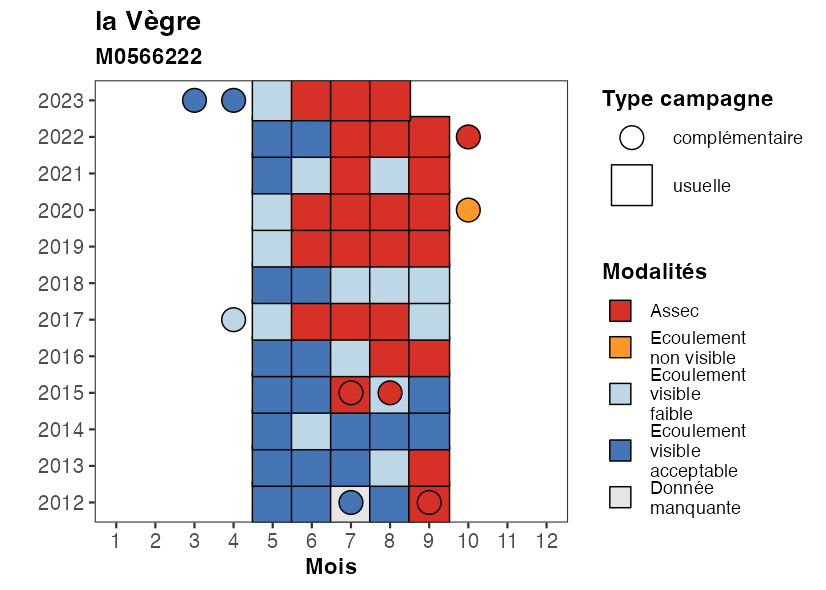 la Vègre
M0566222
2023
2022
2021
2020
2019
2018
2017
2016
2015
2014
2013
2012
1 2 3 4 5 6 7 8 9 10 11 12
Mois
Type campagne
complémentaire
usuelle
Modalités
Assec
Ecoulement
non visible
Ecoulement
visible
faible
Ecoulement
visible
acceptable
Donnée
manquante